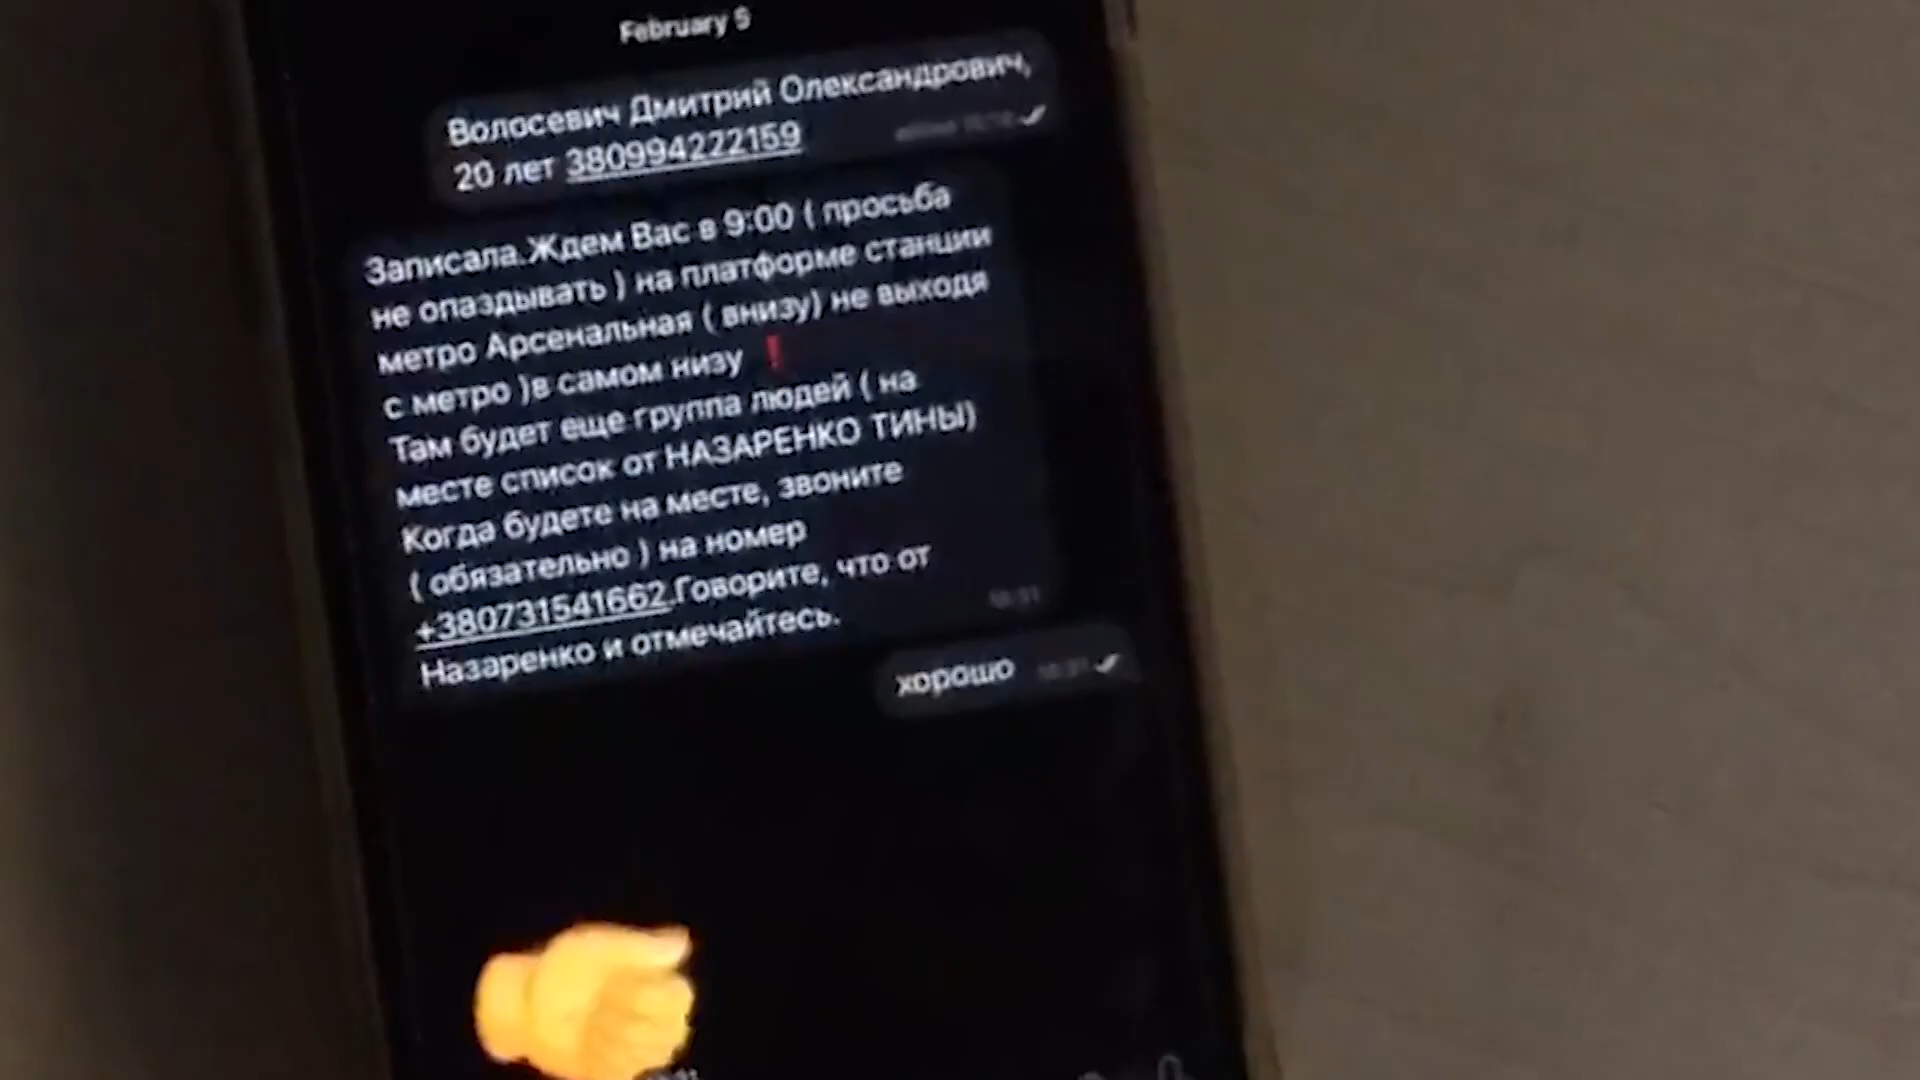 February 5
Волосевич Дмитрий Олександрович,
20 лет 380994222159
Записала.Ждем Вас в 9:00 ( просьба
не опаздывать ) на платформе станции
метро Арсенальная ( внизу) не выходя
с метро )в самом низу ❗
Там будет еще группа людей ( на
месте список от НАЗАРЕНКО ТИНЫ)
Когда будете на месте, звоните
( обязательно ) на номер
+380731541662.Говорите, что от
Назаренко и отмечайтесь.
хорошо